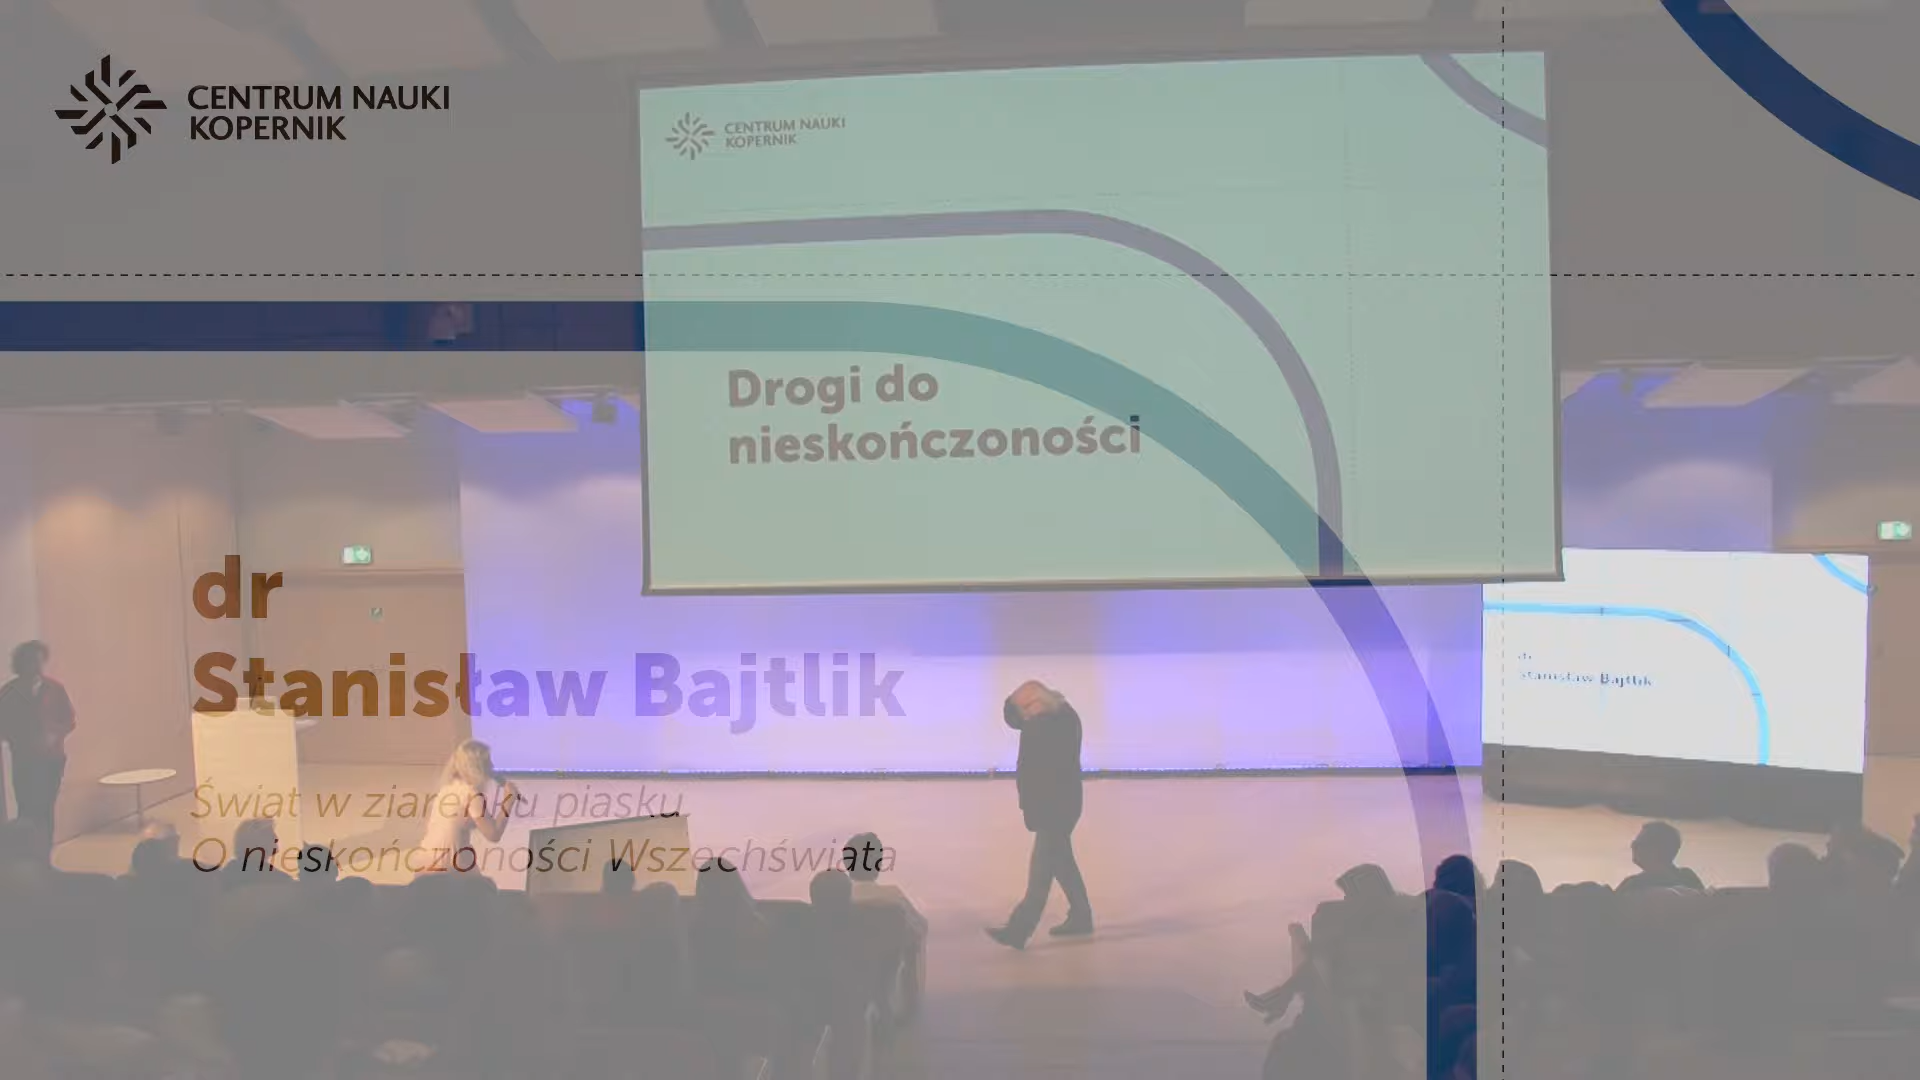 CENTRUM NAUKI
KOPERNIK
CENTRUM NAUKI
KOPERNIK
Drogi do
nieskończoności
dr
Stanisław Bajtlik
Świat w ziarenku piasku
O nieskończoności Wszechświata
dr
Stanisław Bajtlik